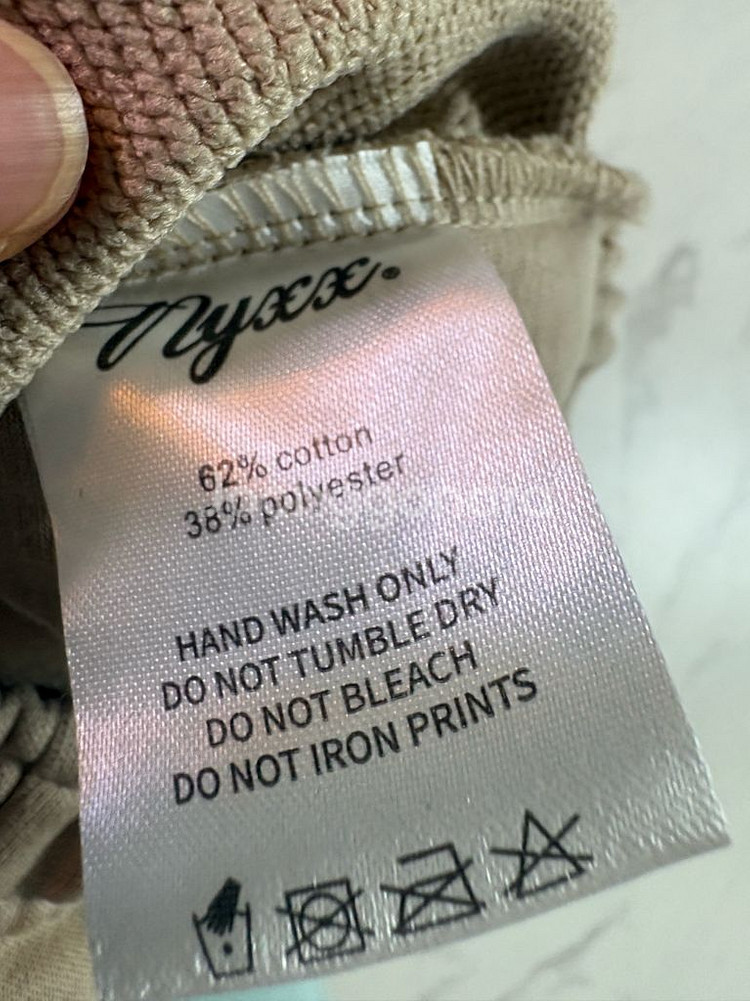 Nyxx®
62% cotton
38% polyester
HAND WASH ONLY
DO NOT TUMBLE DRY
DO NOT BLEACH
DO NOT IRON PRINTS